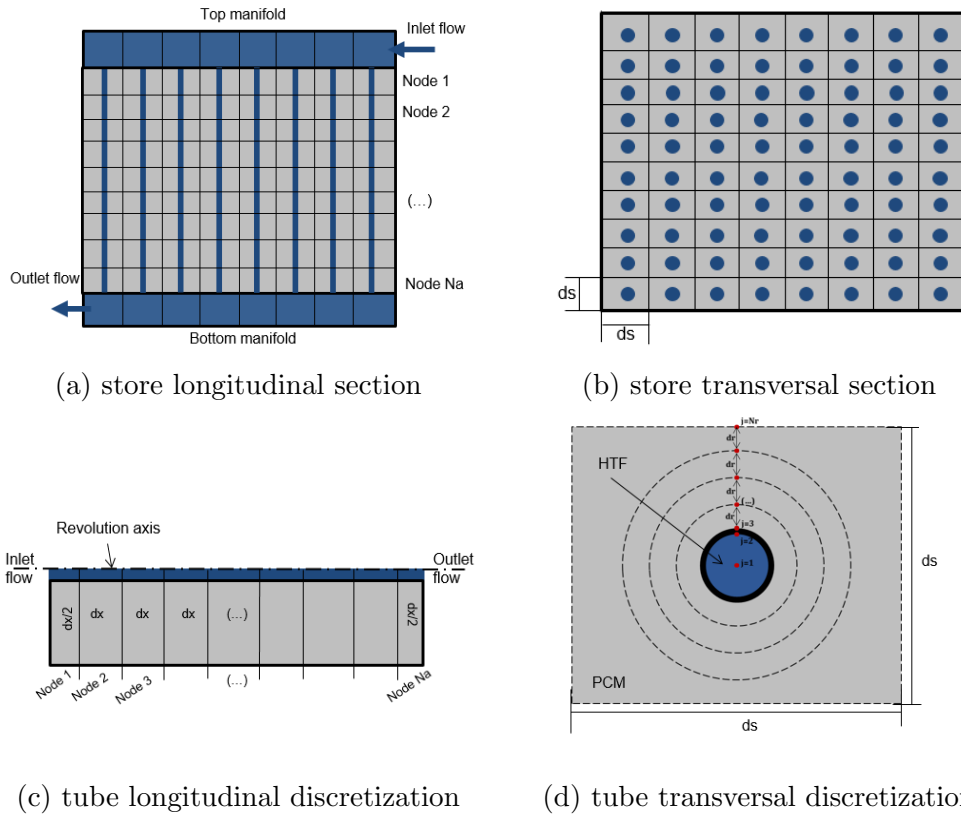 Top manifold
Inlet flow
Node 1
Node 2
(...)
Node Na
Outlet flow
Bottom manifold
(a) store longitudinal section
ds
ds
(b) store transversal section
Revolution axis
Inlet
flow
Outlet
flow
dx/2
dx
dx
dx
(...)
dx/2
Node 1
Node 2
Node 3
(...)
Node Na
(c) tube longitudinal discretization
j=Nr
dr
dr
dr
(...)
dr
j=3
j=2
j=1
HTF
PCM
ds
ds
(d) tube transversal discretization